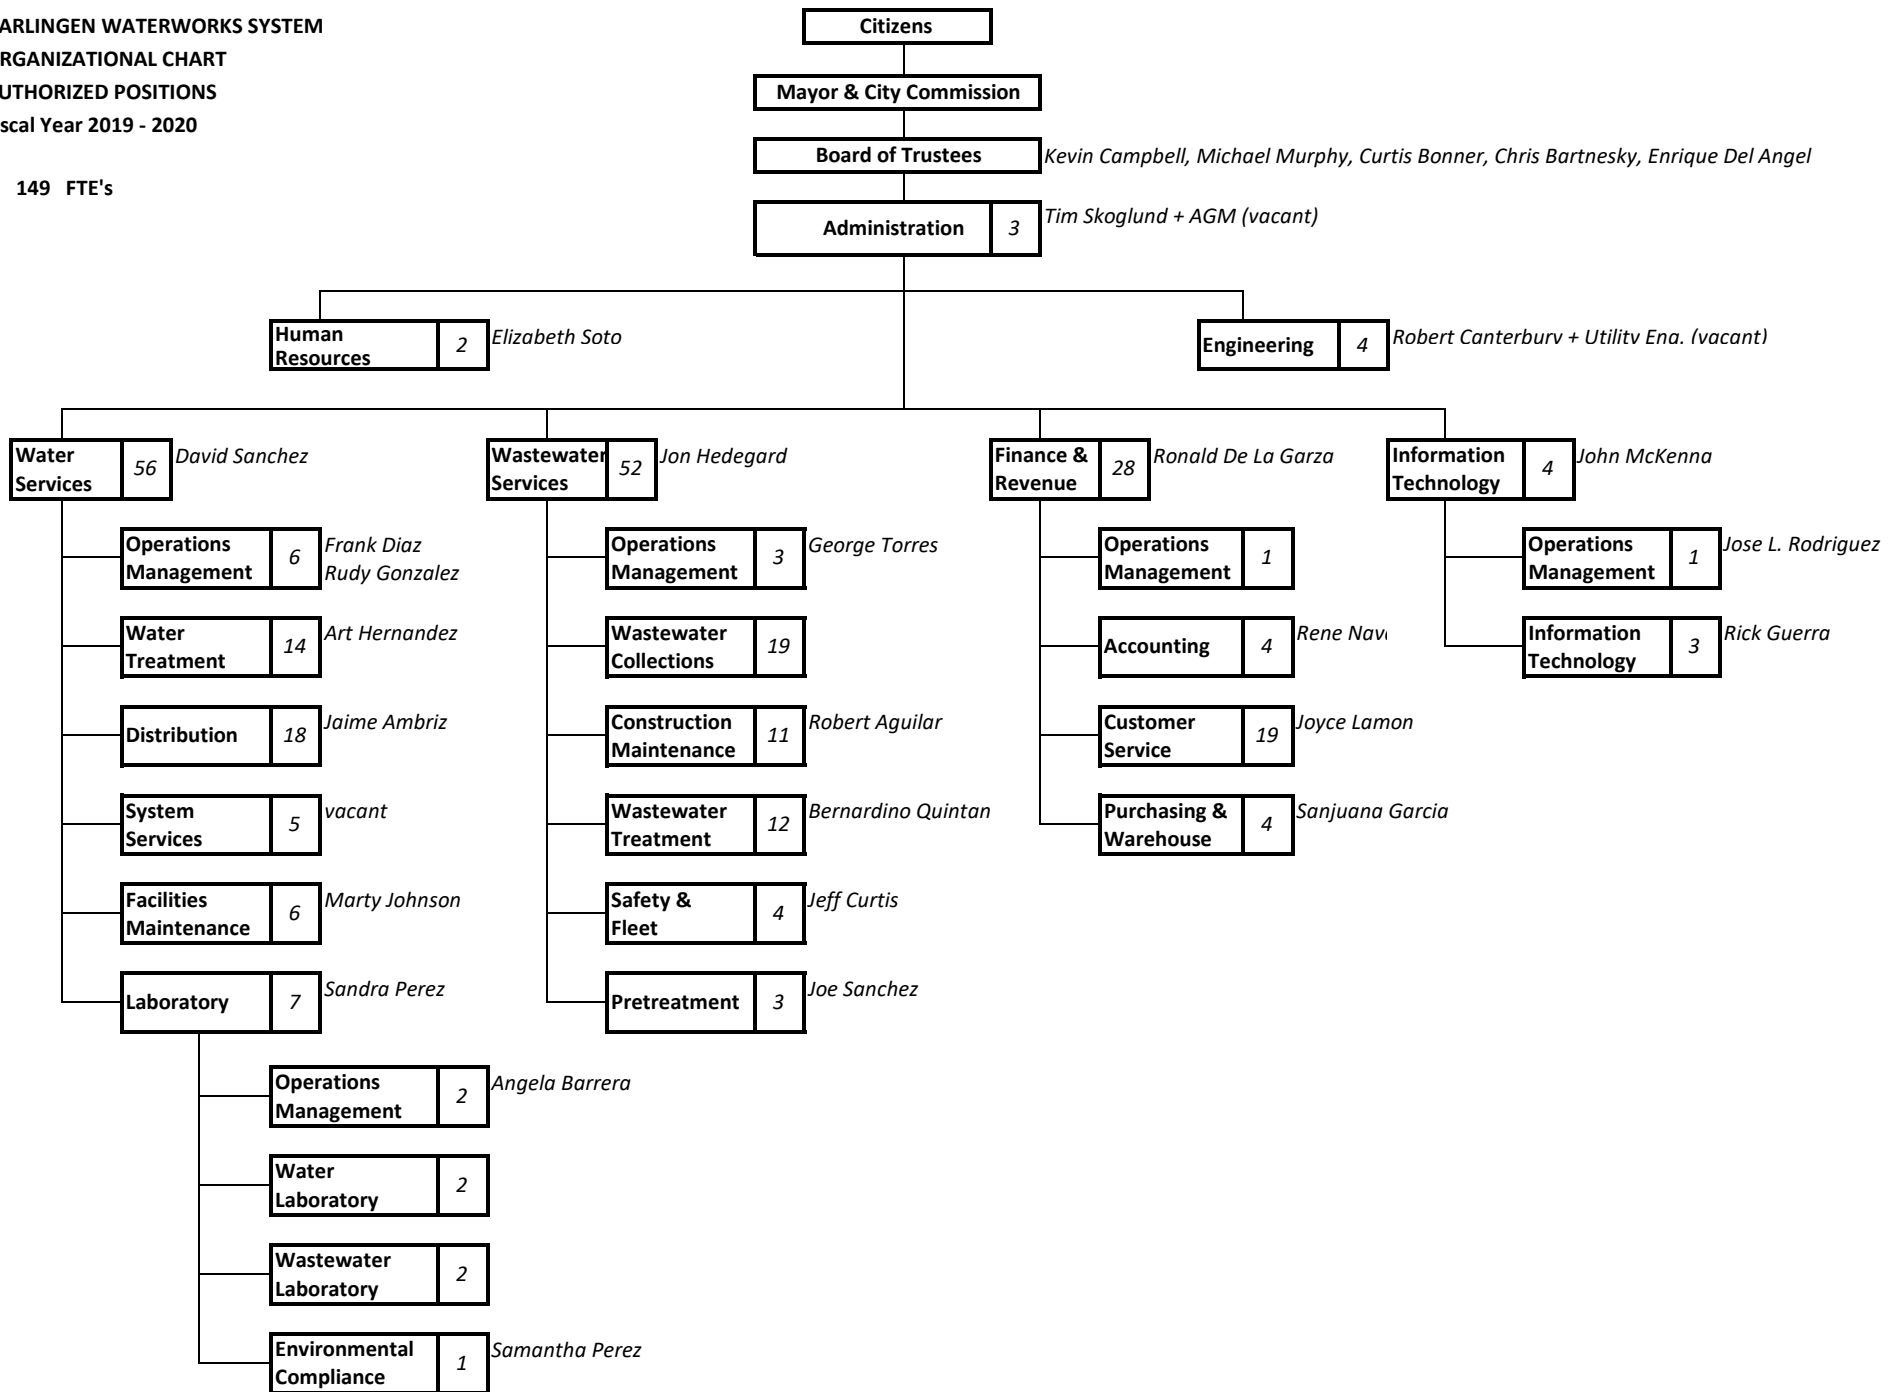 ARLINGEN WATERWORKS SYSTEM
RGANIZATIONAL CHART
UTHORIZED POSITIONS
scal Year 2019 - 2020
149 FTE's
Citizens
Mayor & City Commission
Board of Trustees
Kevin Campbell, Michael Murphy, Curtis Bonner, Chris Bartnesky, Enrique Del Angel
Administration 3
Tim Skoglund + AGM (vacant)
Human
Resources
2
Elizabeth Soto
Engineering 4
Robert Canterbury + Utility Eng. (vacant)
Water
Services
56
David Sanchez
Wastewater
Services
52
Jon Hedegard
Finance &
Revenue
28
Ronald De La Garza
Information
Technology
4
John McKenna
Operations
Management
6
Frank Diaz
Rudy Gonzalez
Operations
Management
3
George Torres
Operations
Management
1
Operations
Management
1
Jose L. Rodriguez
Water
Treatment
14
Art Hernandez
Wastewater
Collections
19
Accounting 4
Rene Nav
Information
Technology
3
Rick Guerra
Distribution 18
Jaime Ambriz
Construction
Maintenance
11
Robert Aguilar
Customer
Service
19
Joyce Lamon
System
Services
5
vacant
Wastewater
Treatment
12
Bernardino Quintan
Purchasing &
Warehouse
4
Sanjuana Garcia
Facilities
Maintenance
6
Marty Johnson
Safety &
Fleet
4
Jeff Curtis
Laboratory 7
Sandra Perez
Pretreatment 3
Joe Sanchez
Operations
Management
2
Angela Barrera
Water
Laboratory
2
Wastewater
Laboratory
2
Environmental
Compliance
1
Samantha Perez